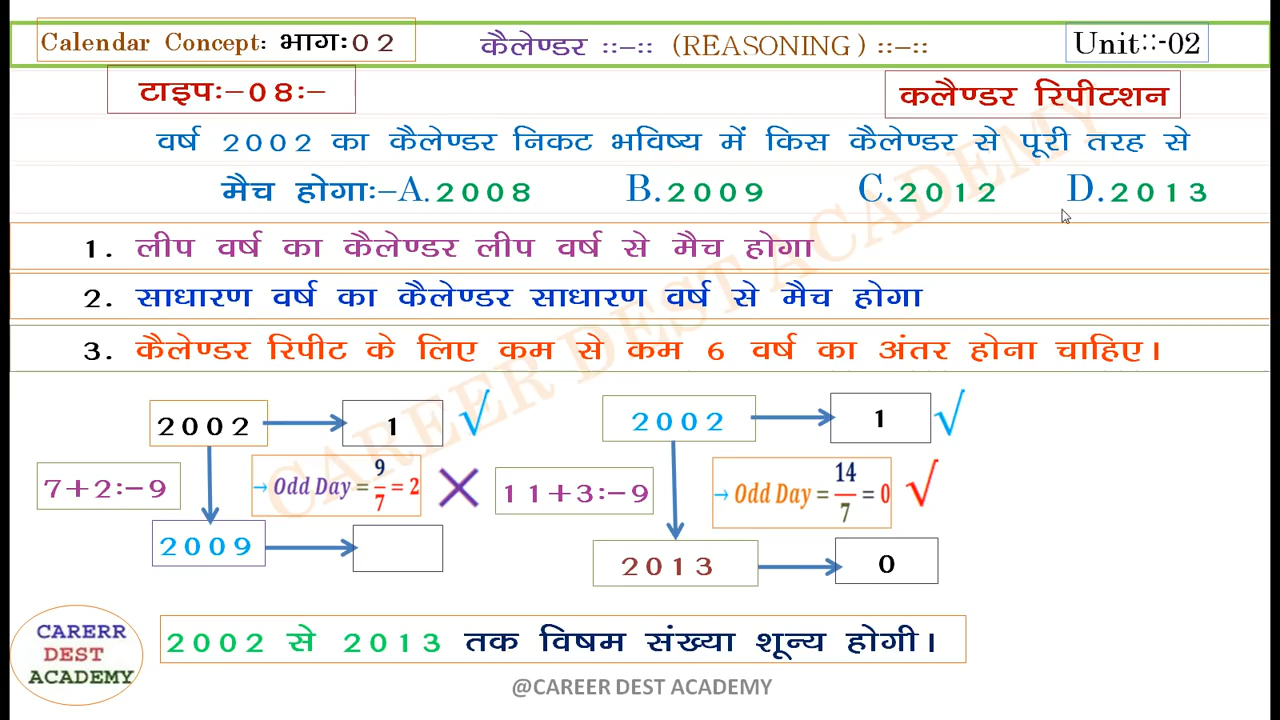 Calendar Concept: भाग:02
कैलेण्डर ::-:: (REASONING) ::-::
Unit::-02
टाइप:-08:-
कलैण्डर रिपीटशन
वर्ष 2002 का कैलेण्डर निकट भविष्य में किस कैलेण्डर से पूरी तरह से
मैच होगा:-A.2008 B.2009 C.2012 D.2013
1. लीप वर्ष का कैलेण्डर लीप वर्ष से मैच होगा
2. साधारण वर्ष का कैलेण्डर साधारण वर्ष से मैच होगा
3. कैलेण्डर रिपीट के लिए कम से कम 6 वर्ष का अंतर होना चाहिए।
2002 → 1 √
7+2:-9
→ Odd Day = 9/7 = 2 ×
2009 →
2002 → 1 √
11+3:-9
→ Odd Day = 14/7 = 0 √
2013 → 0
2002 से 2013 तक विषम संख्या शून्य होगी।
CARERR
DEST
ACADEMY
@CAREER DEST ACADEMY
CAREER DEST ACADEMY